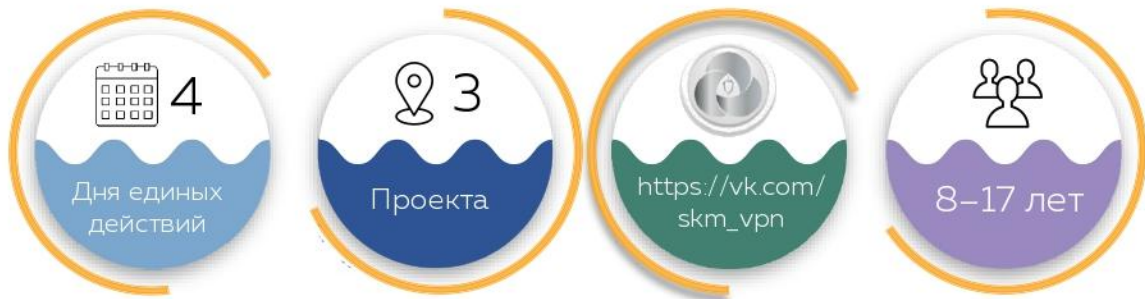 4
Дня единых
действий
3
Проекта
https://vk.com/
skm_vpn
8–17 лет